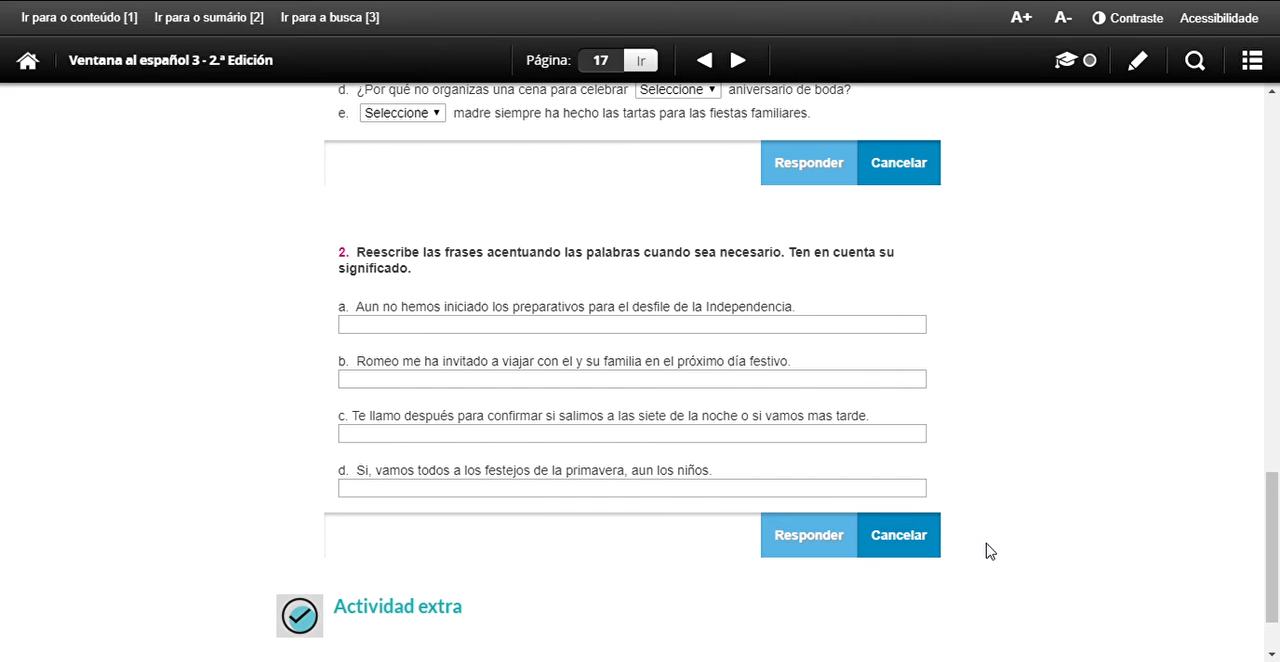 Ir para o conteúdo [1] Ir para o sumário [2] Ir para a busca [3] A+ A- Contraste Acessibilidade
Ventana al español 3 - 2.ª Edición Página: 17 Ir
d. ¿Por qué no organizas una cena para celebrar Seleccione aniversario de boda?
e. Seleccione madre siempre ha hecho las tartas para las fiestas familiares.
Responder Cancelar
2. Reescribe las frases acentuando las palabras cuando sea necesario. Ten en cuenta su
significado.
a. Aun no hemos iniciado los preparativos para el desfile de la Independencia.
b. Romeo me ha invitado a viajar con el y su familia en el próximo día festivo.
c. Te llamo después para confirmar si salimos a las siete de la noche o si vamos mas tarde.
d. Si, vamos todos a los festejos de la primavera, aun los niños.
Responder Cancelar
Actividad extra